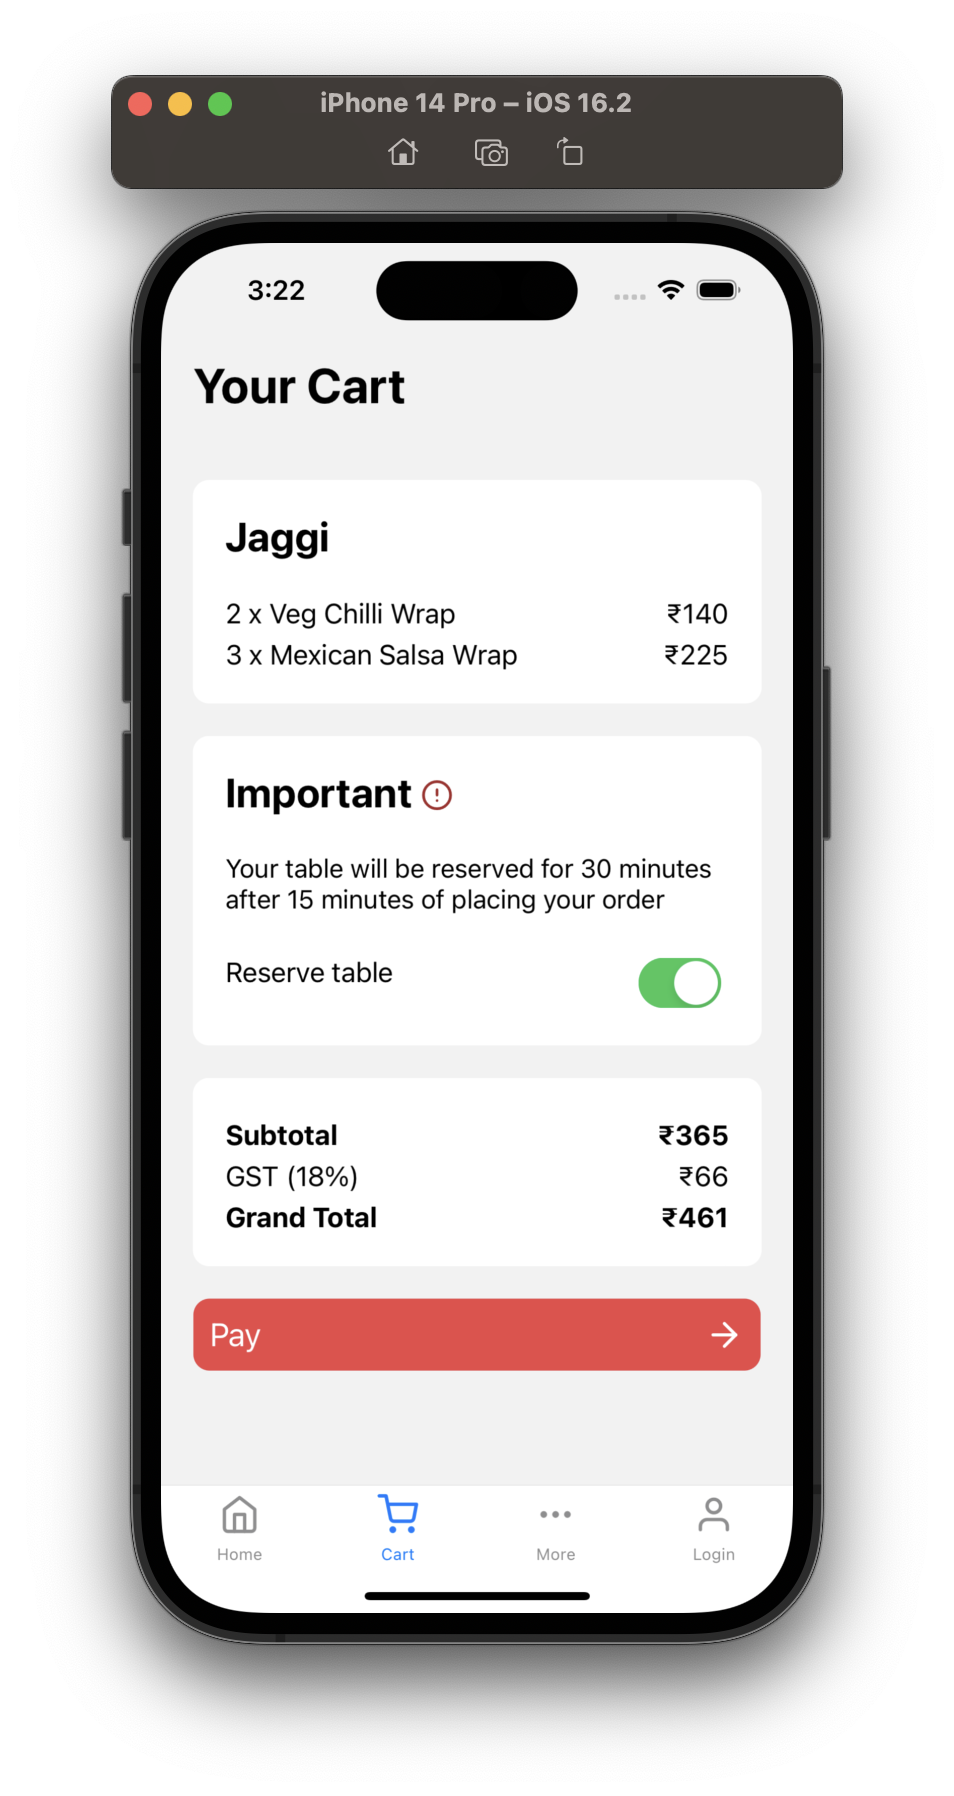 iPhone 14 Pro – iOS 16.2
3:22
Your Cart
Jaggi
2 x Veg Chilli Wrap ₹140
3 x Mexican Salsa Wrap ₹225
Important
Your table will be reserved for 30 minutes
after 15 minutes of placing your order
Reserve table
Subtotal ₹365
GST (18%) ₹66
Grand Total ₹461
Pay
Home Cart More Login